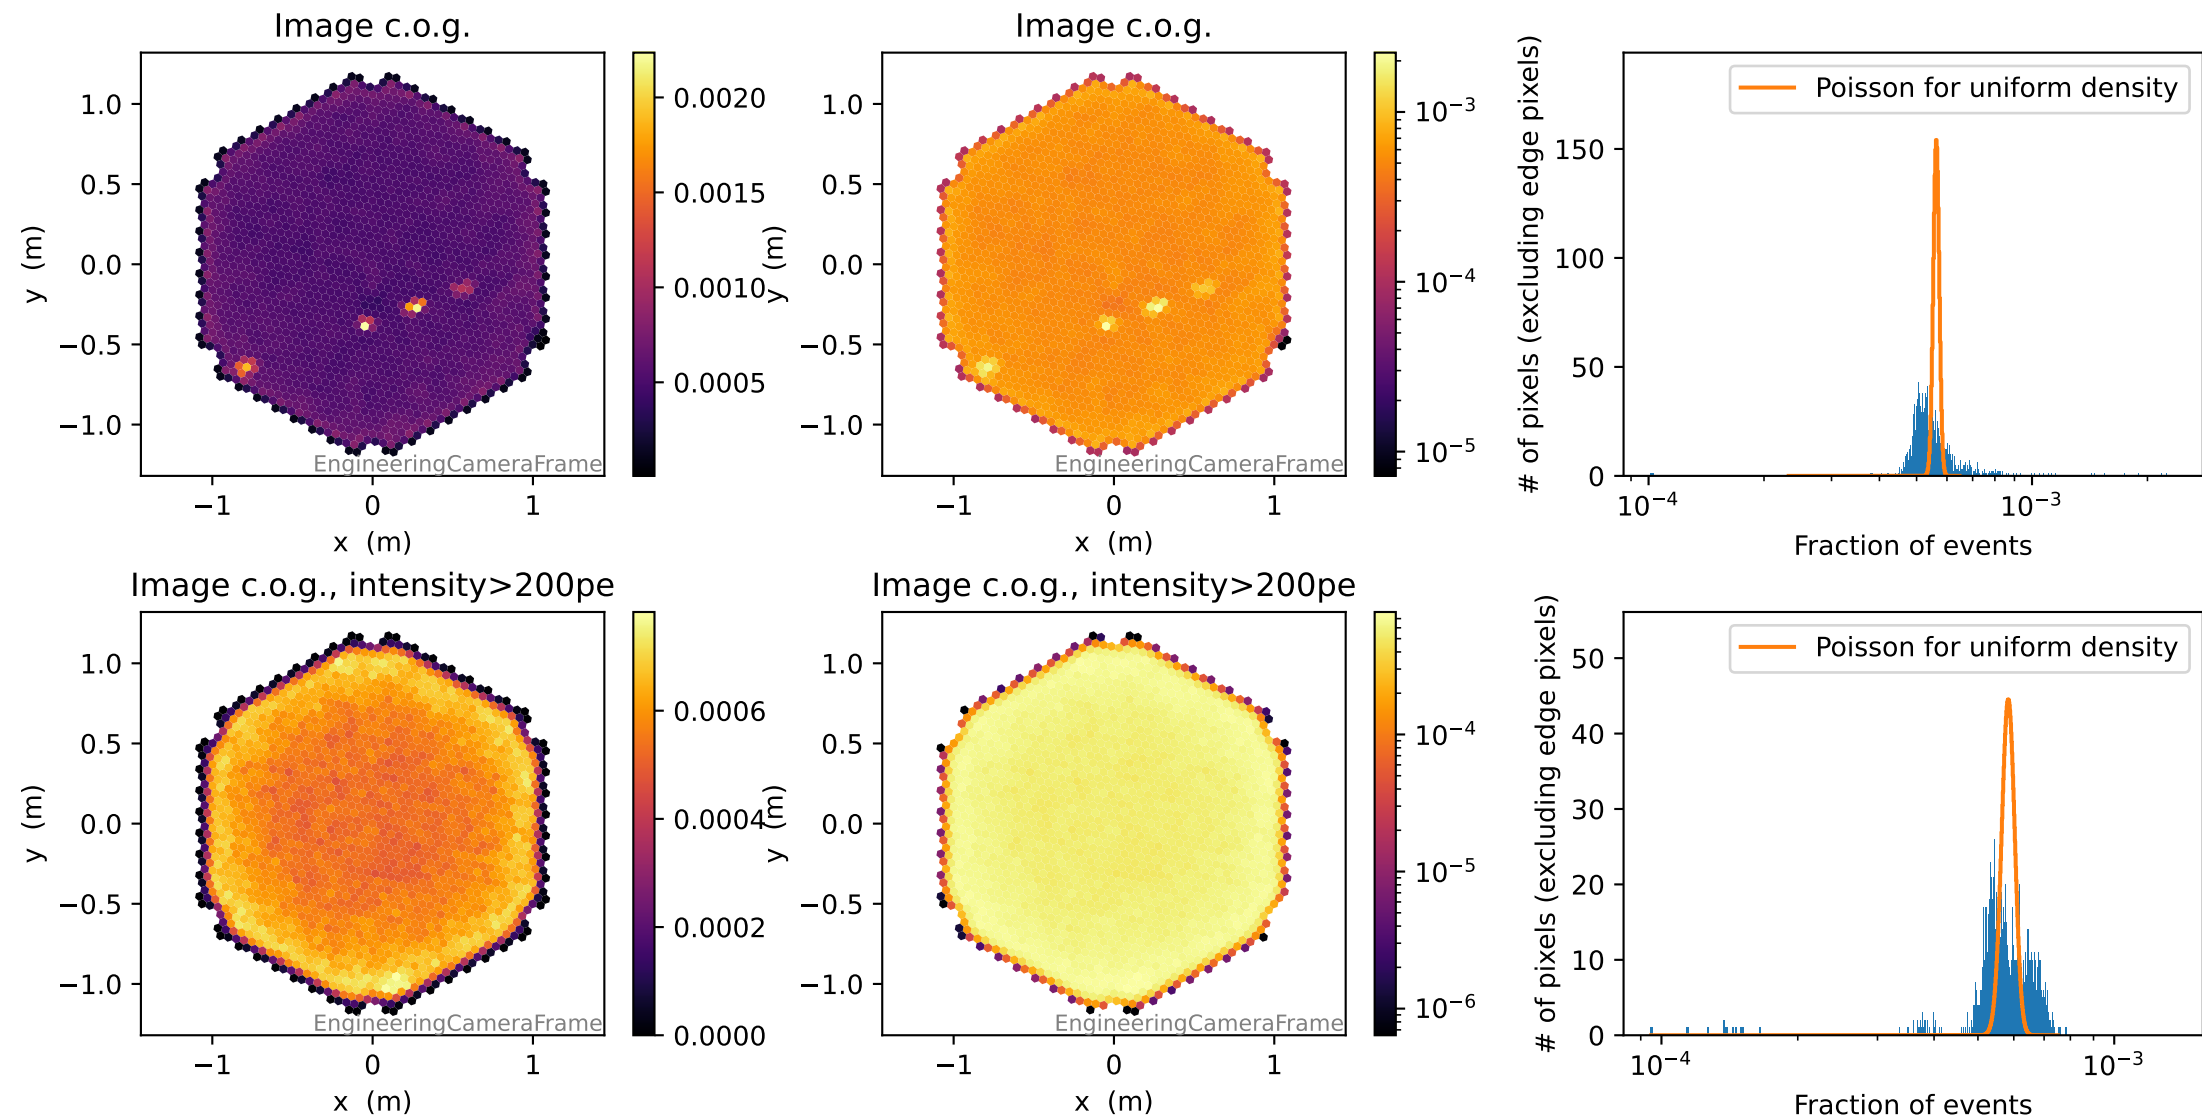 Image c.o.g.
1.0
0.5
0.0
−0.5
−1.0
y (m)
−1
0
1
x (m)
EngineeringCameraFrame
0.0020
0.0015
0.0010
0.0005
Image c.o.g.
1.0
0.5
0.0
−0.5
−1.0
y (m)
−1
0
1
x (m)
EngineeringCameraFrame
10⁻³
10⁻⁴
10⁻⁵
Poisson for uniform density
# of pixels (excluding edge pixels)
150
100
50
0
10⁻⁴
10⁻³
Fraction of events
Image c.o.g., intensity>200pe
1.0
0.5
0.0
−0.5
−1.0
y (m)
−1
0
1
x (m)
EngineeringCameraFrame
0.0006
0.0004
0.0002
0.0000
Image c.o.g., intensity>200pe
1.0
0.5
0.0
−0.5
−1.0
y (m)
−1
0
1
x (m)
EngineeringCameraFrame
10⁻⁴
10⁻⁵
10⁻⁶
Poisson for uniform density
# of pixels (excluding edge pixels)
50
40
30
20
10
0
10⁻⁴
10⁻³
Fraction of events